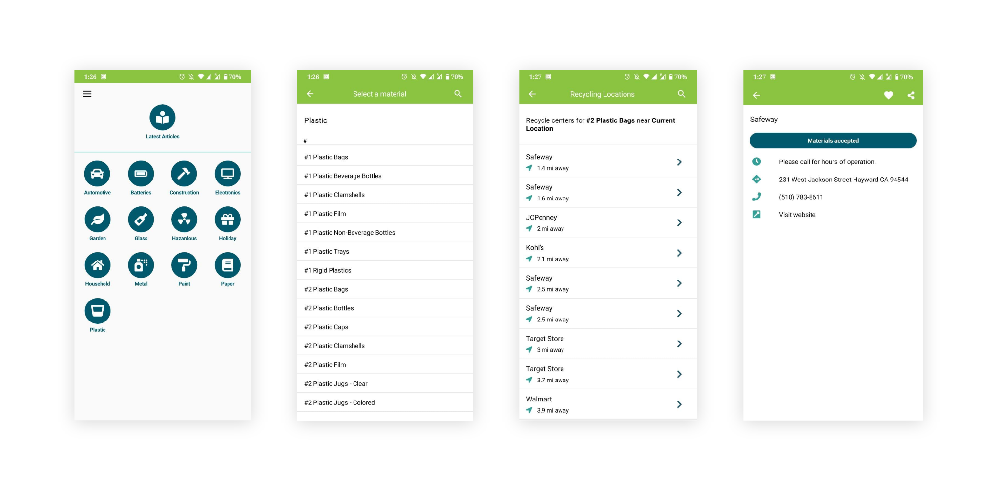 1:26
70%
Latest Articles
Automotive
Batteries
Construction
Electronics
Garden
Glass
Hazardous
Holiday
Household
Metal
Paint
Paper
Plastic
1:26
R
70%
Select a material
Plastic
#
#1 Plastic Bags
#1 Plastic Beverage Bottles
#1 Plastic Clamshells
#1 Plastic Film
#1 Plastic Non-Beverage Bottles
#1 Plastic Trays
#1 Rigid Plastics
#2 Plastic Bags
#2 Plastic Bottles
#2 Plastic Caps
#2 Plastic Clamshells
#2 Plastic Film
#2 Plastic Jugs - Clear
#2 Plastic Jugs - Colored
1:27
R
70%
Recycling Locations
Recycle centers for #2 Plastic Bags near Current
Location
Safeway
1.4 mi away
Safeway
1.6 mi away
JCPenney
2 mi away
Kohl's
2.1 mi away
Safeway
2.5 mi away
Safeway
2.5 mi away
Target Store
3 mi away
Target Store
3.7 mi away
Walmart
3.9 mi away
1:27
R
70%
Safeway
Materials accepted
Please call for hours of operation.
231 West Jackson Street Hayward CA 94544
(510) 783-8611
Visit website